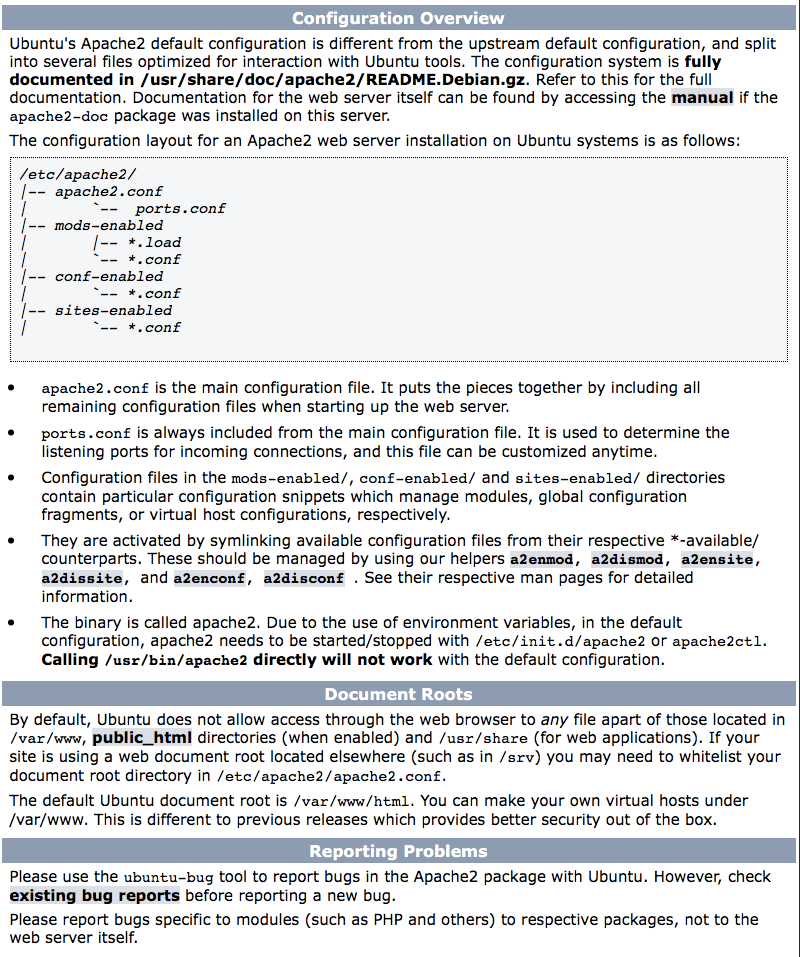 Configuration Overview
Ubuntu's Apache2 default configuration is different from the upstream default configuration, and split
into several files optimized for interaction with Ubuntu tools. The configuration system is fully
documented in /usr/share/doc/apache2/README.Debian.gz. Refer to this for the full
documentation. Documentation for the web server itself can be found by accessing the manual if the
apache2-doc package was installed on this server.
The configuration layout for an Apache2 web server installation on Ubuntu systems is as follows:
/etc/apache2/
|-- apache2.conf
|       `--  ports.conf
|-- mods-enabled
|       |-- *.load
|       `-- *.conf
|-- conf-enabled
|       `-- *.conf
|-- sites-enabled
|       `-- *.conf
• apache2.conf is the main configuration file. It puts the pieces together by including all
remaining configuration files when starting up the web server.
• ports.conf is always included from the main configuration file. It is used to determine the
listening ports for incoming connections, and this file can be customized anytime.
• Configuration files in the mods-enabled/, conf-enabled/ and sites-enabled/ directories
contain particular configuration snippets which manage modules, global configuration
fragments, or virtual host configurations, respectively.
• They are activated by symlinking available configuration files from their respective *-available/
counterparts. These should be managed by using our helpers a2enmod, a2dismod, a2ensite,
a2dissite, and a2enconf, a2disconf . See their respective man pages for detailed
information.
• The binary is called apache2. Due to the use of environment variables, in the default
configuration, apache2 needs to be started/stopped with /etc/init.d/apache2 or apache2ctl.
Calling /usr/bin/apache2 directly will not work with the default configuration.
Document Roots
By default, Ubuntu does not allow access through the web browser to any file apart of those located in
/var/www, public_html directories (when enabled) and /usr/share (for web applications). If your
site is using a web document root located elsewhere (such as in /srv) you may need to whitelist your
document root directory in /etc/apache2/apache2.conf.
The default Ubuntu document root is /var/www/html. You can make your own virtual hosts under
/var/www. This is different to previous releases which provides better security out of the box.
Reporting Problems
Please use the ubuntu-bug tool to report bugs in the Apache2 package with Ubuntu. However, check
existing bug reports before reporting a new bug.
Please report bugs specific to modules (such as PHP and others) to respective packages, not to the
web server itself.